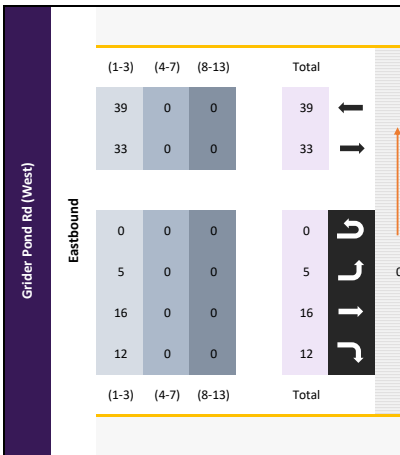 Grider Pond Rd (West)
Eastbound
(1-3) (4-7) (8-13) Total
39 0 0 39
33 0 0 33
0 0 0 0
5 0 0 5 0
16 0 0 16
12 0 0 12
(1-3) (4-7) (8-13) Total